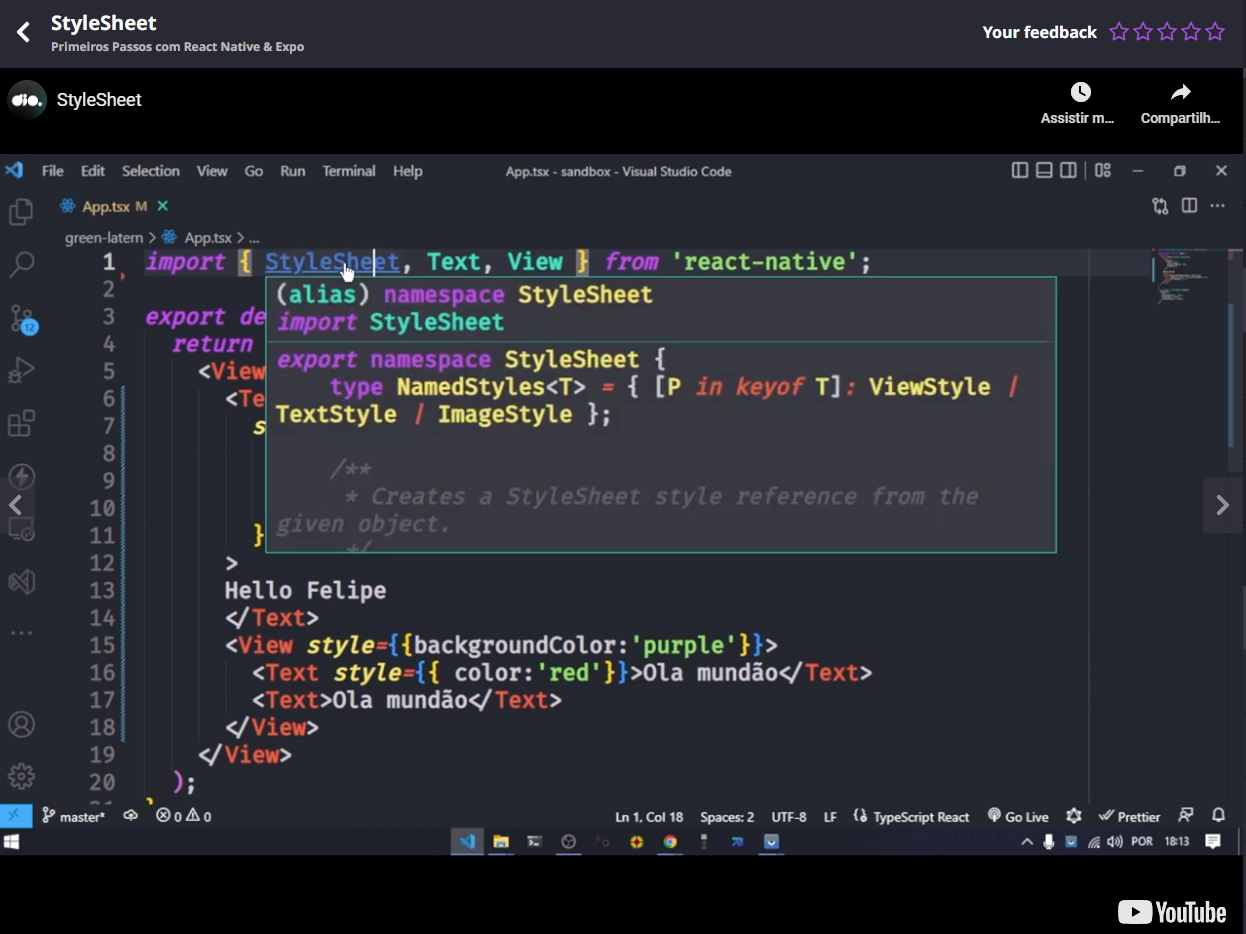 StyleSheet
Primeiros Passos com React Native & Expo
Your feedback
dio.
StyleSheet
Assistir m...
Compartilh...
File Edit Selection View Go Run Terminal Help
App.tsx - sandbox - Visual Studio Code
App.tsx M
green-latern > App.tsx > ...
1 import { StyleSheet, Text, View } from 'react-native';
(alias) namespace StyleSheet
import StyleSheet
export namespace StyleSheet {
type NamedStyles<T> = { [P in keyof T]: ViewStyle |
TextStyle | ImageStyle };
/**
* Creates a StyleSheet style reference from the
given object.
*/
2
3 export de
4 return
5 <View
6 <Te
7 s
8
9
10
11 }
12 >
13 Hello Felipe
14 </Text>
15 <View style={{backgroundColor:'purple'}}>
16 <Text style={{ color:'red'}}>Ola mundão</Text>
17 <Text>Ola mundão</Text>
18 </View>
19 </View>
20 );
12
master* 0 0
Ln 1, Col 18 Spaces: 2 UTF-8 LF TypeScript React Go Live Prettier
POR 18:13
YouTube